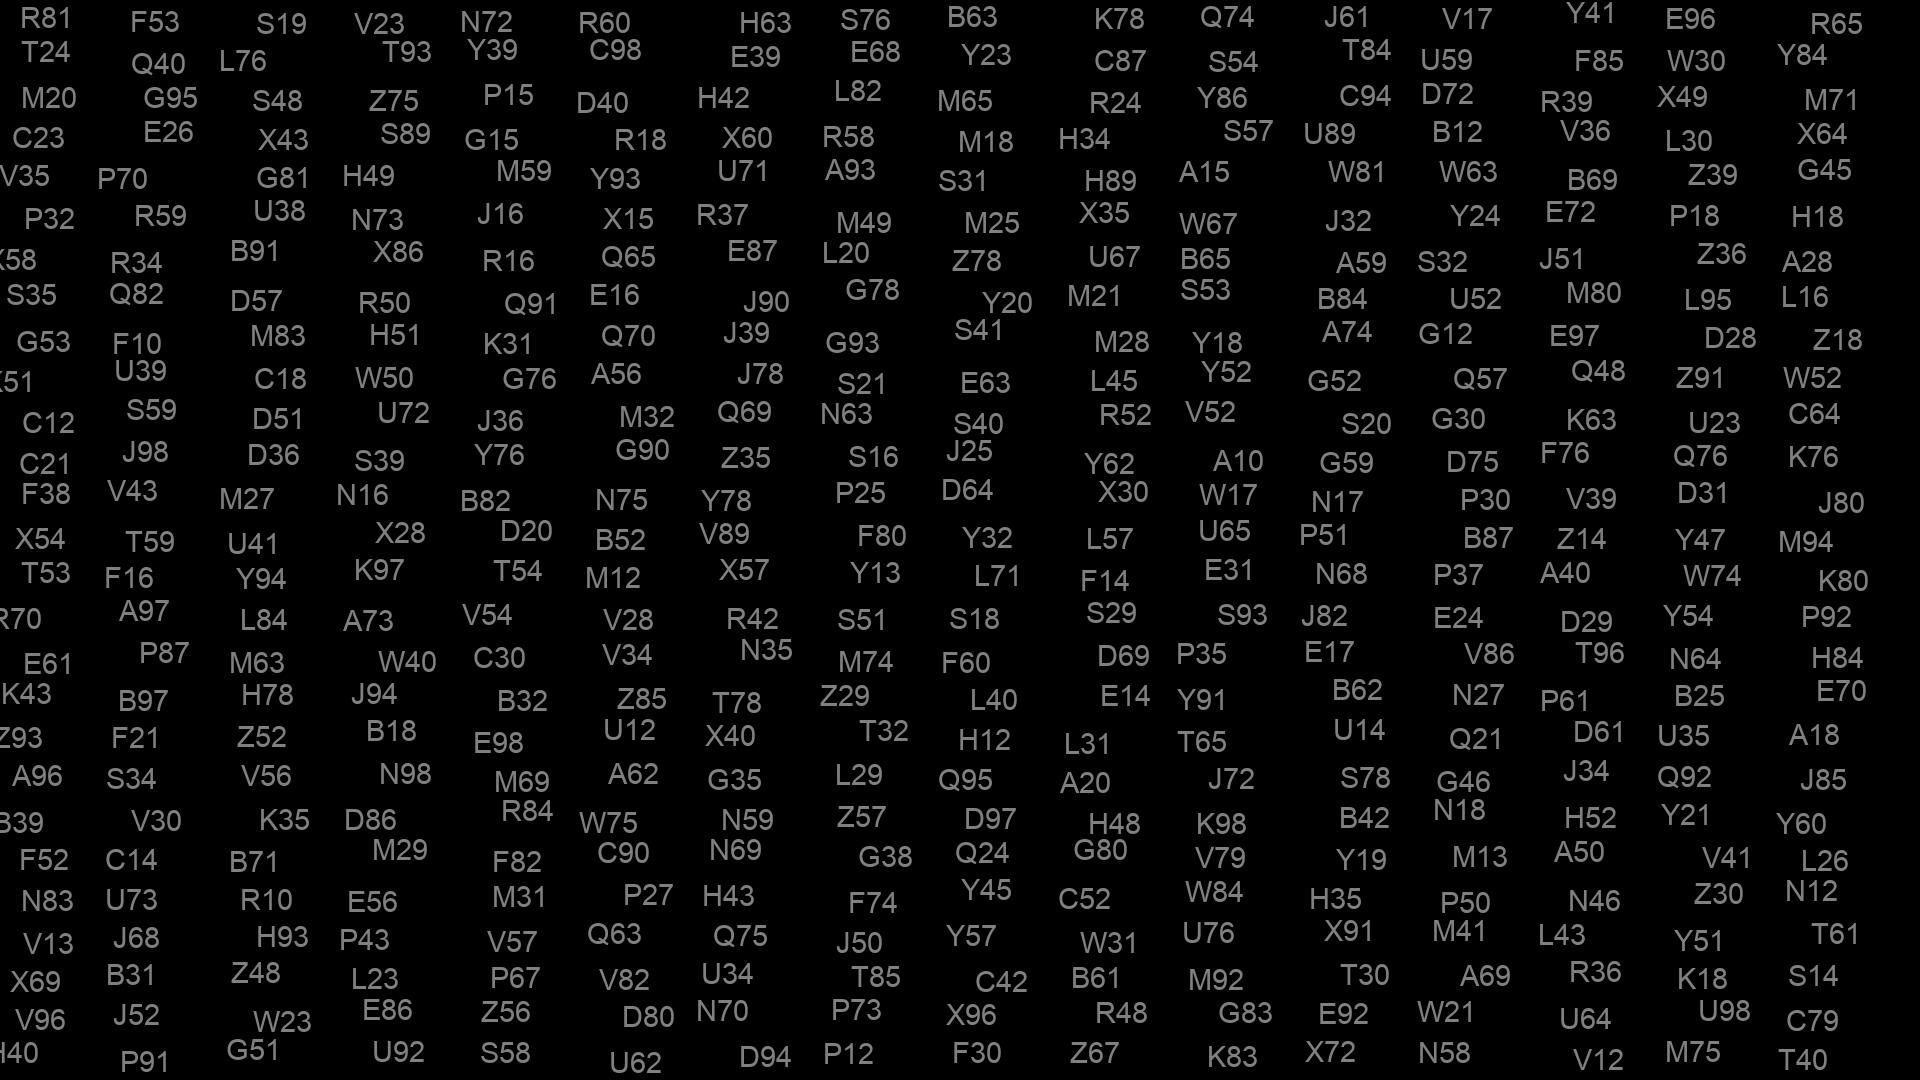 R81 F53 S19 V23 N72 R60 H63 S76 B63 K78 Q74 J61 V17 Y41 E96 R65
T24 Q40 L76 T93 Y39 C98 E39 E68 Y23 C87 S54 T84 U59 F85 W30 Y84
M20 G95 S48 Z75 P15 D40 H42 L82 M65 R24 Y86 C94 D72 R39 X49 M71
C23 E26 X43 S89 G15 R18 X60 R58 M18 H34 S57 U89 B12 V36 L30 X64
V35 P70 G81 H49 M59 Y93 U71 A93 S31 H89 A15 W81 W63 B69 Z39 G45
P32 R59 U38 N73 J16 X15 R37 M49 M25 X35 W67 J32 Y24 E72 P18 H18
R34 B91 X86 R16 Q65 E87 L20 Z78 U67 B65 A59 S32 J51 Z36 A28
S35 Q82 D57 R50 Q91 E16 J90 G78 Y20 M21 S53 B84 U52 M80 L95 L16
G53 F10 M83 H51 K31 Q70 J39 G93 S41 M28 Y18 A74 G12 E97 D28 Z18
U39 C18 W50 G76 A56 J78 S21 E63 L45 Y52 G52 Q57 Q48 Z91 W52
C12 S59 D51 U72 J36 M32 Q69 N63 S40 R52 V52 S20 G30 K63 U23 C64
C21 J98 D36 S39 Y76 G90 Z35 S16 J25 Y62 A10 G59 D75 F76 Q76 K76
F38 V43 M27 N16 B82 N75 Y78 P25 D64 X30 W17 N17 P30 V39 D31 J80
X54 T59 U41 X28 D20 B52 V89 F80 Y32 L57 U65 P51 B87 Z14 Y47 M94
T53 F16 Y94 K97 T54 M12 X57 Y13 L71 F14 E31 N68 P37 A40 W74 K80
R70 A97 L84 A73 V54 V28 R42 S51 S18 S29 S93 J82 E24 D29 Y54 P92
E61 P87 M63 W40 C30 V34 N35 M74 F60 D69 P35 E17 V86 T96 N64 H84
K43 B97 H78 J94 B32 Z85 T78 Z29 L40 E14 Y91 B62 N27 P61 B25 E70
Z93 F21 Z52 B18 E98 U12 X40 T32 H12 L31 T65 U14 Q21 D61 U35 A18
A96 S34 V56 N98 M69 A62 G35 L29 Q95 A20 J72 S78 G46 J34 Q92 J85
B39 V30 K35 D86 R84 W75 N59 Z57 D97 H48 K98 B42 N18 H52 Y21 Y60
F52 C14 B71 M29 F82 C90 N69 G38 Q24 G80 V79 Y19 M13 A50 V41 L26
N83 U73 R10 E56 M31 P27 H43 F74 Y45 C52 W84 H35 P50 N46 Z30 N12
V13 J68 H93 P43 V57 Q63 Q75 J50 Y57 W31 U76 X91 M41 L43 Y51 T61
X69 B31 Z48 L23 P67 V82 U34 T85 C42 B61 M92 T30 A69 R36 K18 S14
V96 J52 W23 E86 Z56 D80 N70 P73 X96 R48 G83 E92 W21 U64 U98 C79
H40 P91 G51 U92 S58 U62 D94 P12 F30 Z67 K83 X72 N58 V12 M75 T40